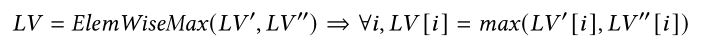 LV = ElemWiseMax(LV′, LV′′) ⇒ ∀i, LV[i] = max(LV′[i], LV′′[i])